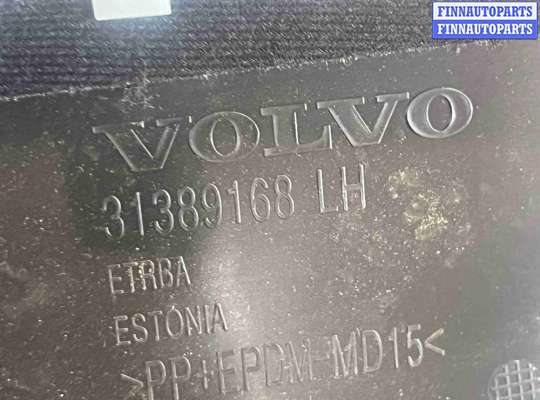 FINNAUTOPARTS
FINNAUTOPARTS
VOLVO
31389168 LH
ETRBA
ESTONIA
>PP+EPDM-MD15<